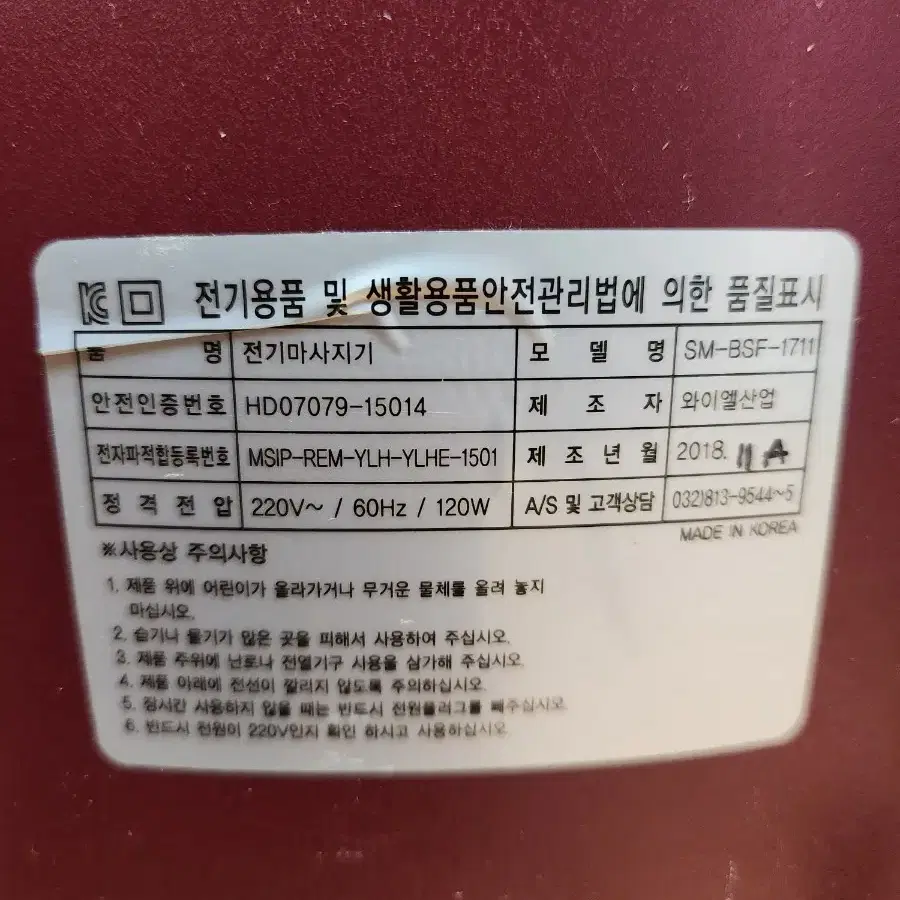 전기용품 및 생활용품안전관리법에 의한 품질표시
품 명 전기마사지기 모 델 명 SM-BSF-1711
안전인증번호 HD07079-15014 제 조 자 와이엘산업
전자파적합등록번호 MSIP-REM-YLH-YLHE-1501 제 조 년 월 2018. 11 A
정 격 전 압 220V~ / 60Hz / 120W A/S 및 고객상담 032)813-9544~5
MADE IN KOREA
※사용상 주의사항
1. 제품 위에 어린이가 올라가거나 무거운 물체를 올려 놓지
마십시오.
2. 습기나 물기가 많은 곳을 피해서 사용하여 주십시오.
3. 제품 주위에 난로나 전열기구 사용을 삼가해 주십시오.
4. 제품 아래에 전선이 깔리지 않도록 주의하십시오.
5. 장시간 사용하지 않을 때는 반드시 전원플러그를 빼주십시오.
6. 반드시 전원이 220V인지 확인 하시고 사용하십시오.